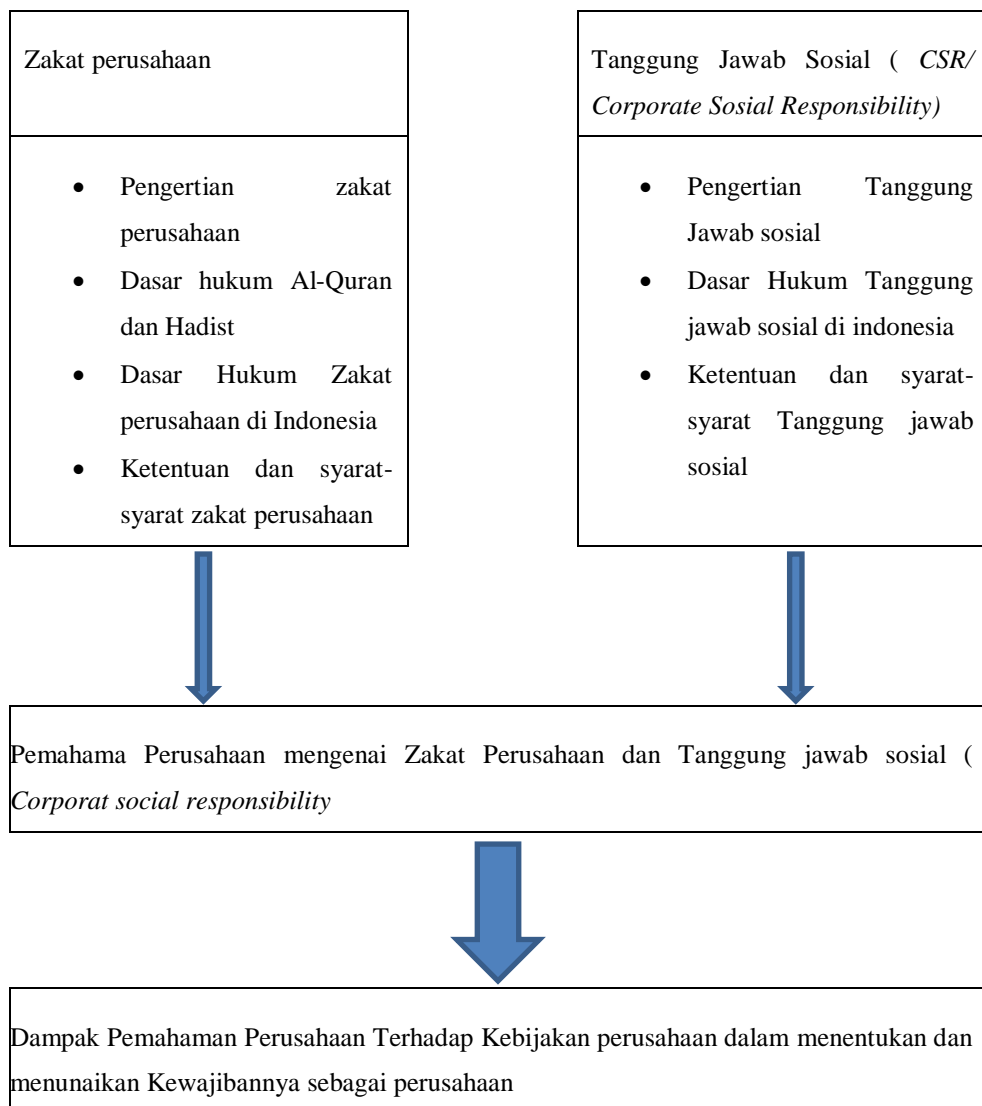 Zakat perusahaan
• Pengertian zakat
perusahaan
• Dasar hukum Al-Quran
dan Hadist
• Dasar Hukum Zakat
perusahaan di Indonesia
• Ketentuan dan syarat-
syarat zakat perusahaan
Tanggung Jawab Sosial ( CSR/
Corporate Sosial Responsibility)
• Pengertian Tanggung
Jawab sosial
• Dasar Hukum Tanggung
jawab sosial di indonesia
• Ketentuan dan syarat-
syarat Tanggung jawab
sosial
Pemahama Perusahaan mengenai Zakat Perusahaan dan Tanggung jawab sosial (
Corporat social responsibility
Dampak Pemahaman Perusahaan Terhadap Kebijakan perusahaan dalam menentukan dan
menunaikan Kewajibannya sebagai perusahaan